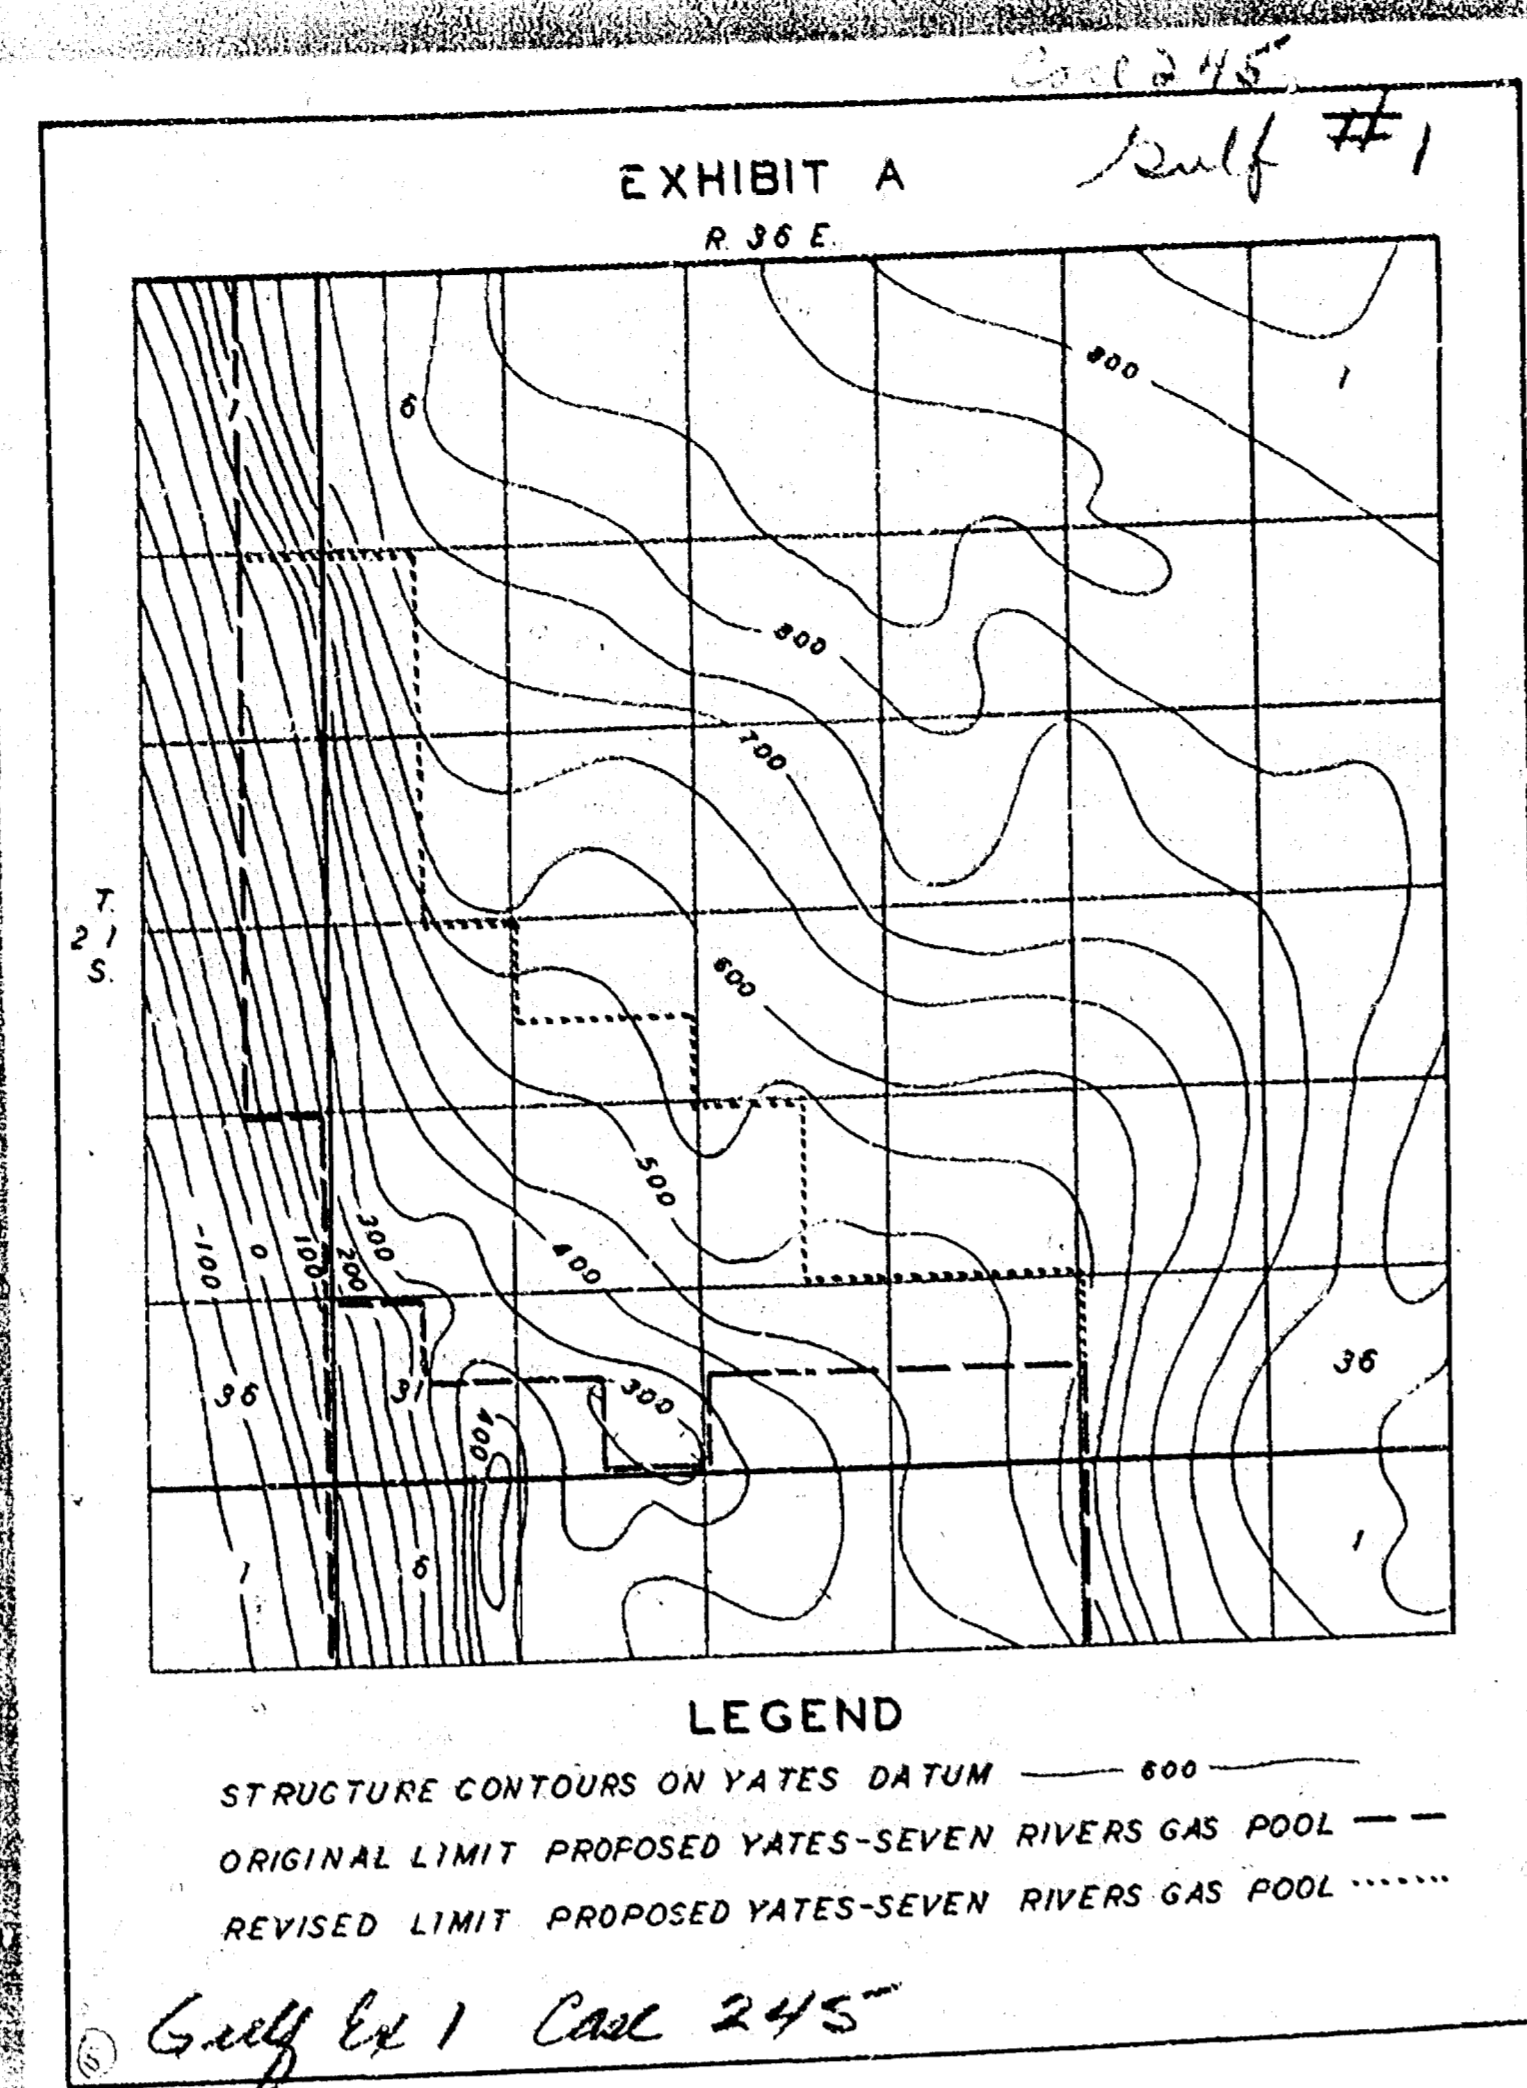 Case 245
Gulf #1
EXHIBIT A
R. 36 E.
800
1
1
6
800
700
T.
21
S.
600
500
-100
0
100
200
300
400
36
31
300
36
400
1
6
1
LEGEND
STRUCTURE CONTOURS ON YATES DATUM 600
ORIGINAL LIMIT PROPOSED YATES-SEVEN RIVERS GAS POOL
REVISED LIMIT PROPOSED YATES-SEVEN RIVERS GAS POOL
Gulf Ex 1 Case 245